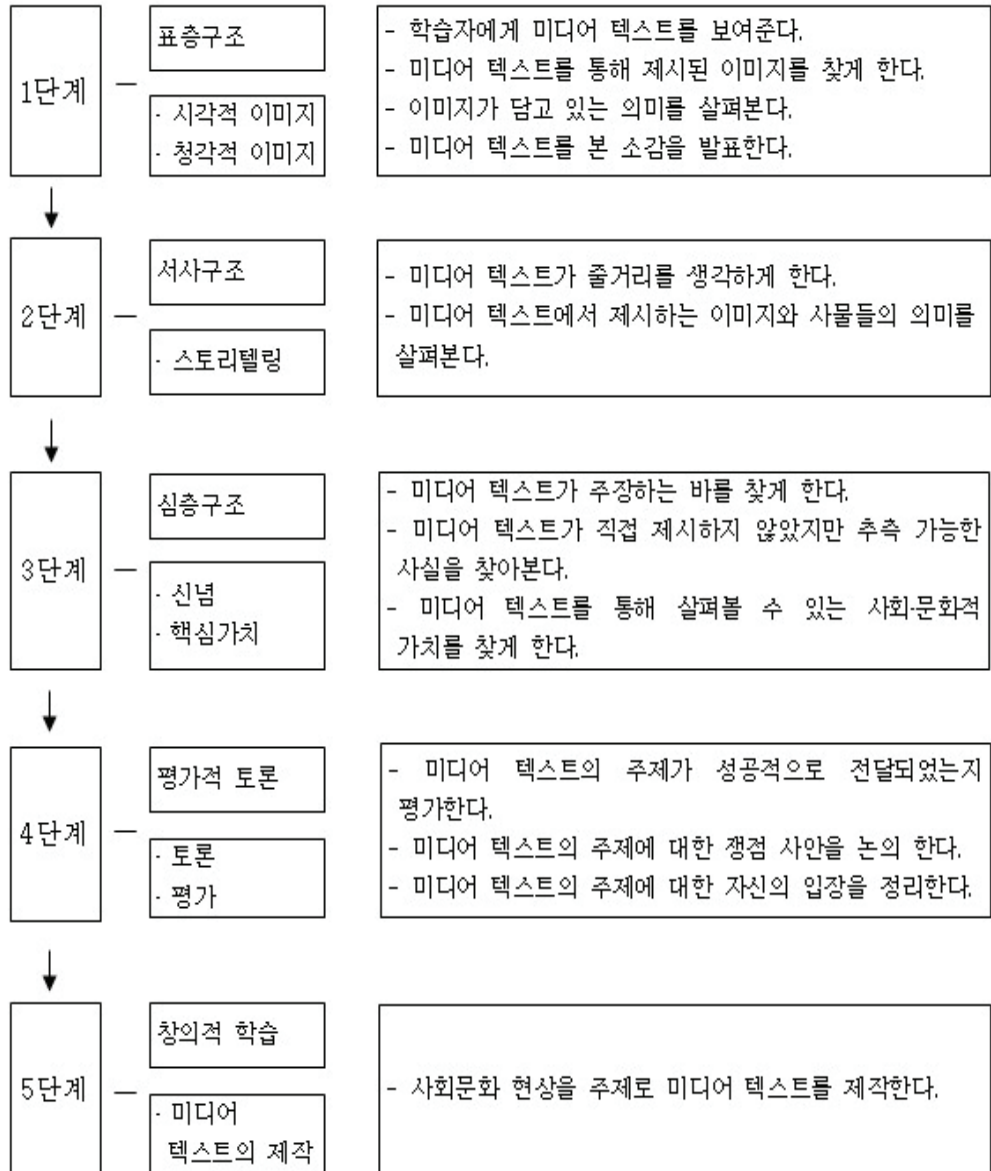 1단계
표층구조
· 시각적 이미지
· 청각적 이미지
- 학습자에게 미디어 텍스트를 보여준다.
- 미디어 텍스트를 통해 제시된 이미지를 찾게 한다.
- 이미지가 담고 있는 의미를 살펴본다.
- 미디어 텍스트를 본 소감을 발표한다.
2단계
서사구조
· 스토리텔링
- 미디어 텍스트가 줄거리를 생각하게 한다.
- 미디어 텍스트에서 제시하는 이미지와 사물들의 의미를
살펴본다.
3단계
심층구조
· 신념
· 핵심가치
- 미디어 텍스트가 주장하는 바를 찾게 한다.
- 미디어 텍스트가 직접 제시하지 않았지만 추측 가능한
사실을 찾아본다.
- 미디어 텍스트를 통해 살펴볼 수 있는 사회·문화적
가치를 찾게 한다.
4단계
평가적 토론
· 토론
· 평가
- 미디어 텍스트의 주제가 성공적으로 전달되었는지
평가한다.
- 미디어 텍스트의 주제에 대한 쟁점 사안을 논의 한다.
- 미디어 텍스트의 주제에 대한 자신의 입장을 정리한다.
5단계
창의적 학습
· 미디어
텍스트의 제작
- 사회문화 현상을 주제로 미디어 텍스트를 제작한다.